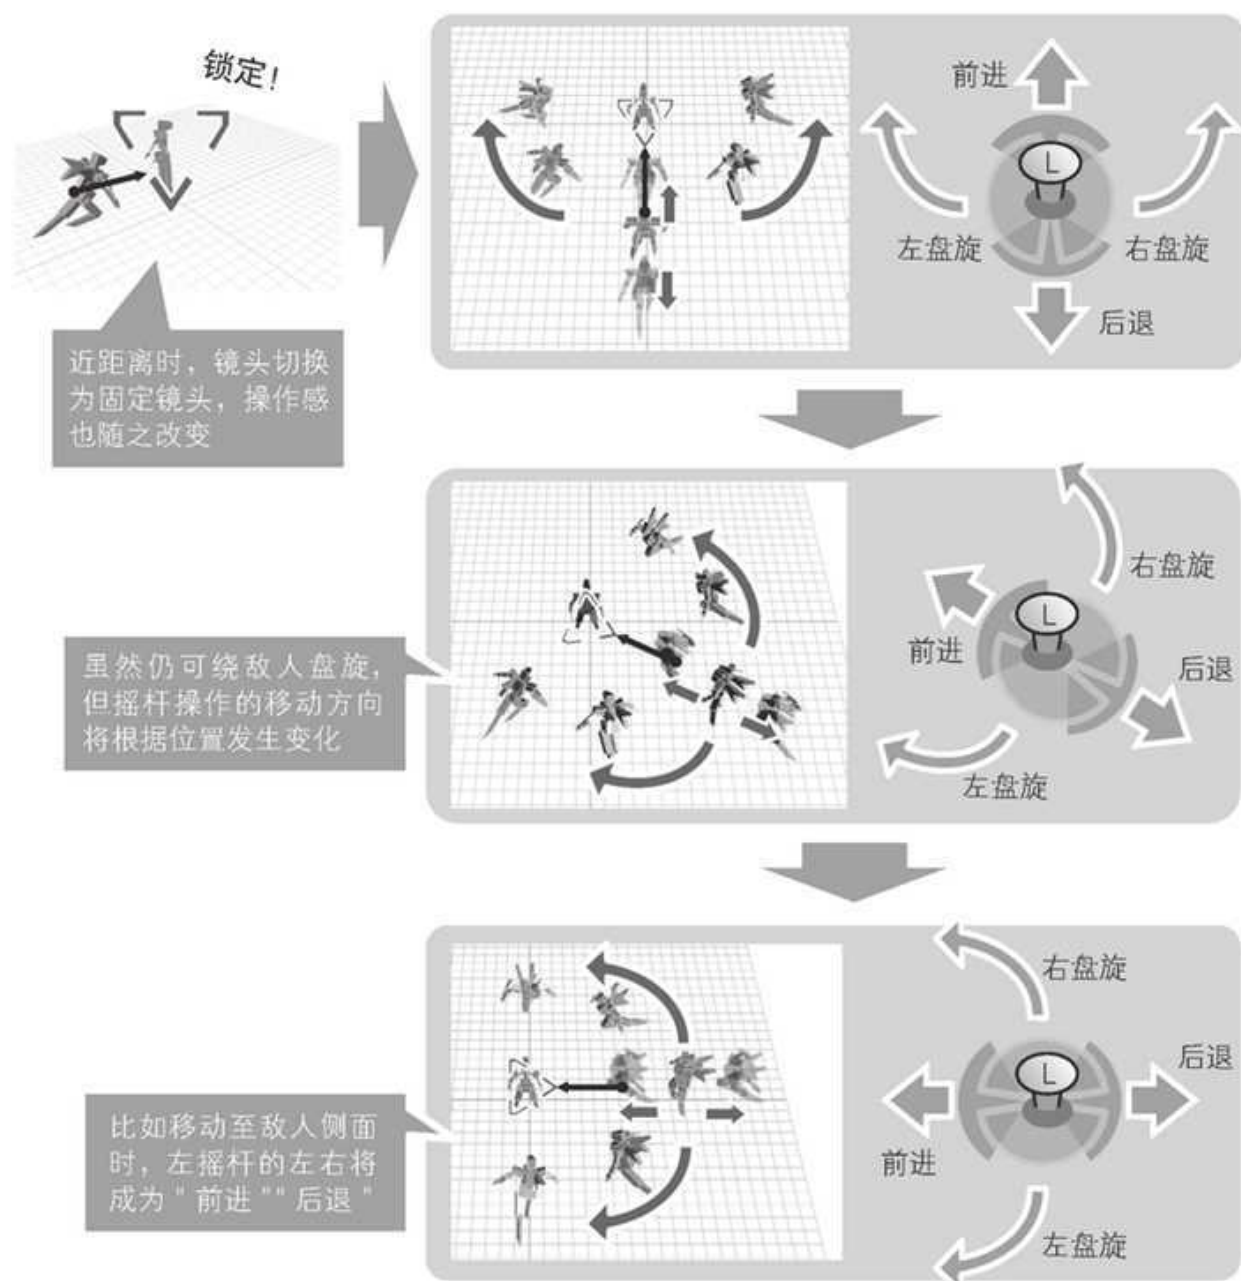 锁定！
前进
L
左盘旋
右盘旋
后退
近距离时，镜头切换
为固定镜头，操作感
也随之改变
右盘旋
L
前进
后退
左盘旋
虽然仍可绕敌人盘旋，
但摇杆操作的移动方向
将根据位置发生变化
右盘旋
后退
L
前进
左盘旋
比如移动至敌人侧面
时，左摇杆的左右将
成为"前进""后退"